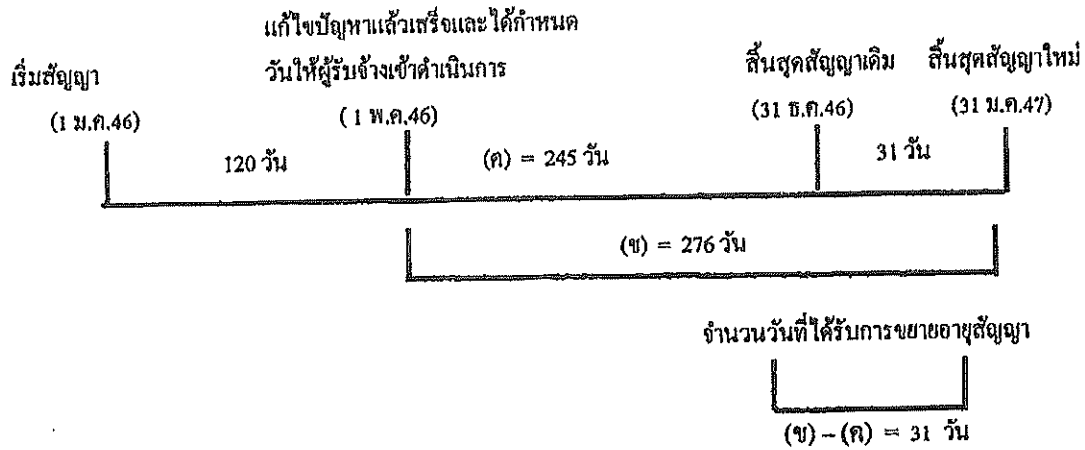 แก้ไขปัญหาแล้วเสร็จและได้กำหนด
วันให้ผู้รับจ้างเข้าดำเนินการ
เริ่มสัญญา
สิ้นสุดสัญญาเดิม
สิ้นสุดสัญญาใหม่
(1 ม.ค.46)
(1 พ.ค.46)
(31 ธ.ค.46)
(31 ม.ค.47)
120 วัน
(ค) = 245 วัน
31 วัน
(ข) = 276 วัน
จำนวนวันที่ได้รับการขยายอายุสัญญา
(ข) – (ค) = 31 วัน